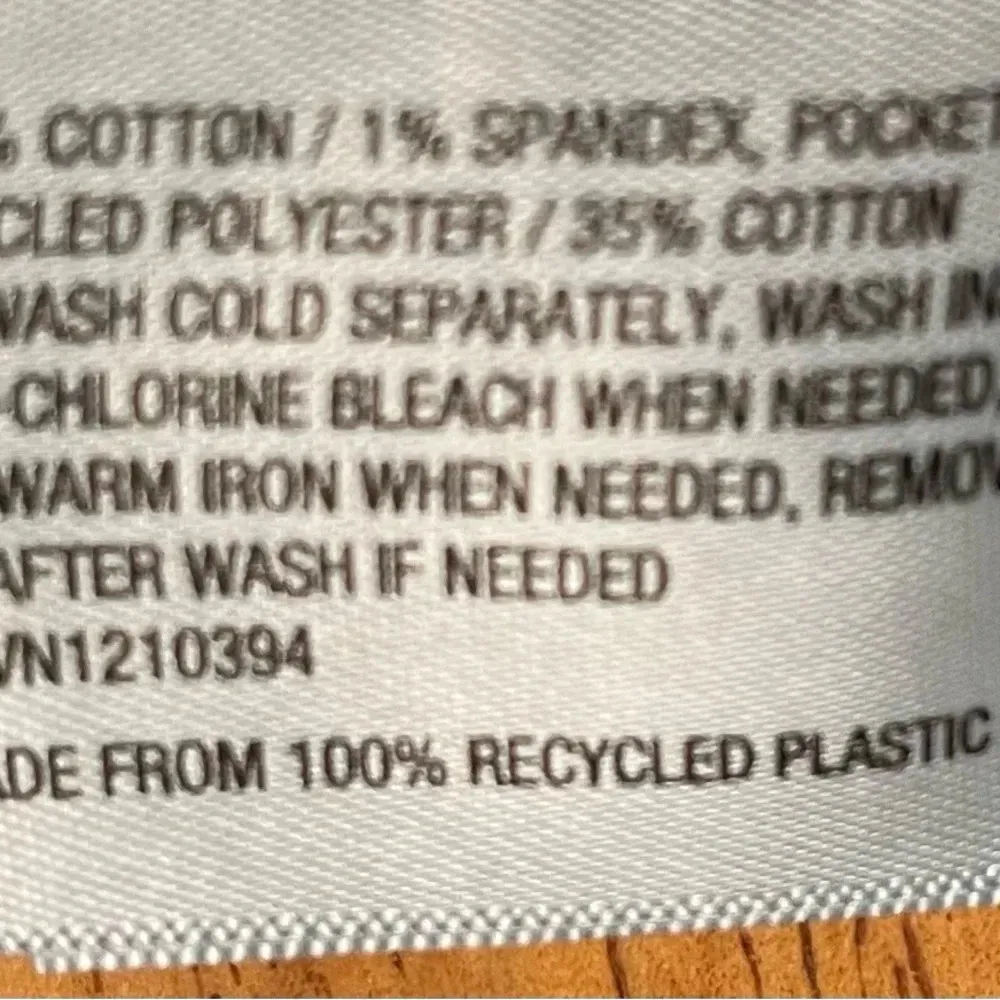 % COTTON / 1% SPANDEX, POCKET
CLED POLYESTER / 35% COTTON
WASH COLD SEPARATELY, WASH IN
-CHLORINE BLEACH WHEN NEEDED,
WARM IRON WHEN NEEDED, REMOV
AFTER WASH IF NEEDED
VN1210394
ADE FROM 100% RECYCLED PLASTIC